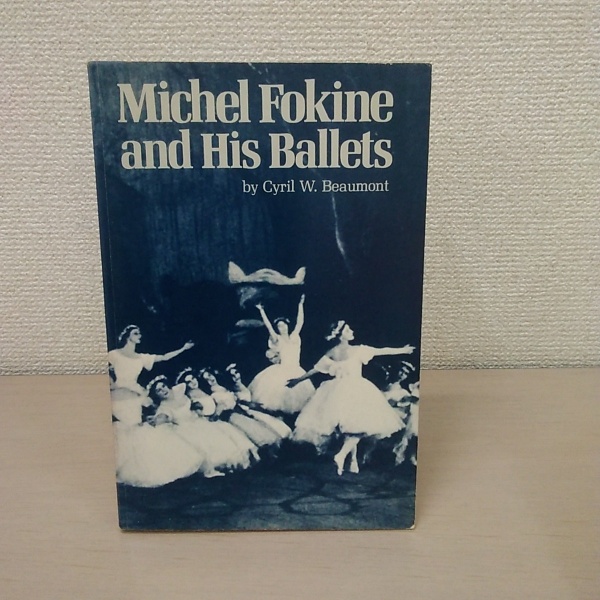 Michel Fokine
and His Ballets
by Cyril W. Beaumont